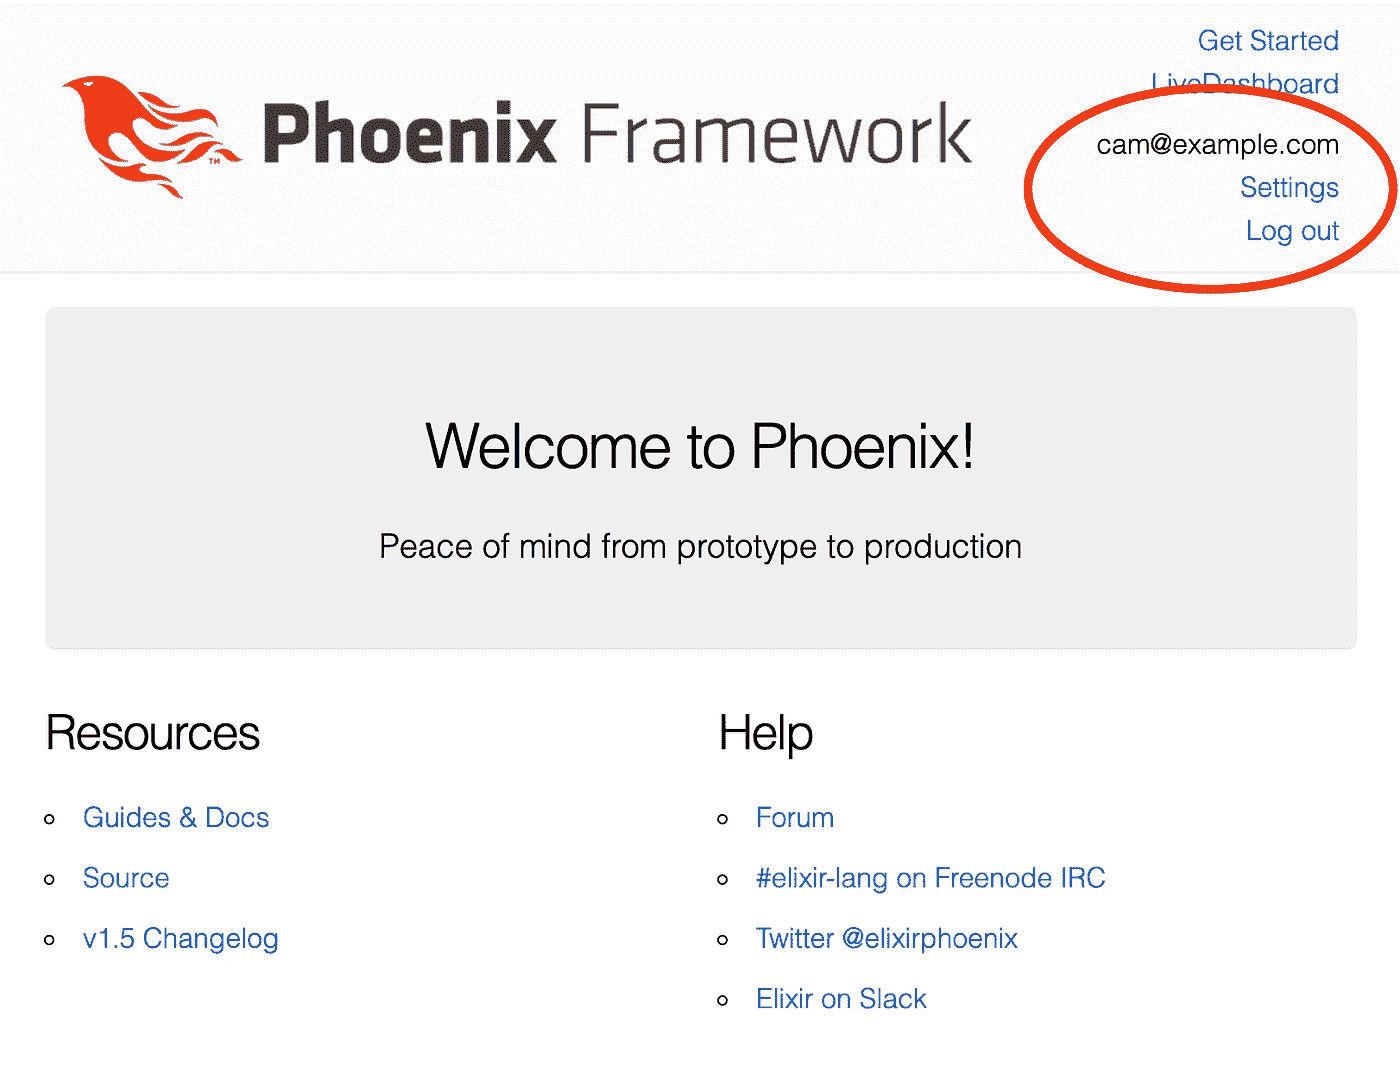 Get Started
LiveDashboard
Phoenix Framework
TM
cam@example.com
Settings
Log out
Welcome to Phoenix!
Peace of mind from prototype to production
Resources
Guides & Docs
Source
v1.5 Changelog
Help
Forum
#elixir-lang on Freenode IRC
Twitter @elixirphoenix
Elixir on Slack